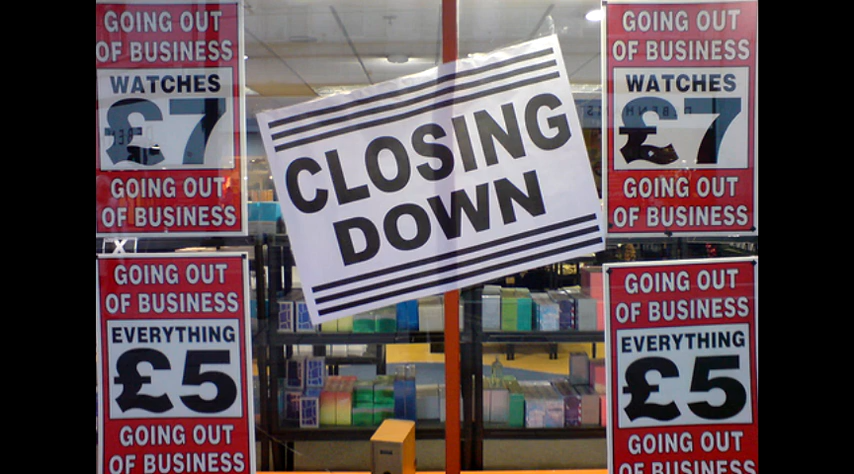 GOING OUT
OF BUSINESS
WATCHES
£7
GOING OUT
OF BUSINESS
CLOSING
DOWN
GOING OUT
OF BUSINESS
WATCHES
£7
GOING OUT
OF BUSINESS
X
GOING OUT
OF BUSINESS
EVERYTHING
£5
GOING OUT
OF BUSINESS
GOING OUT
OF BUSINESS
EVERYTHING
£5
GOING OUT
OF BUSINESS